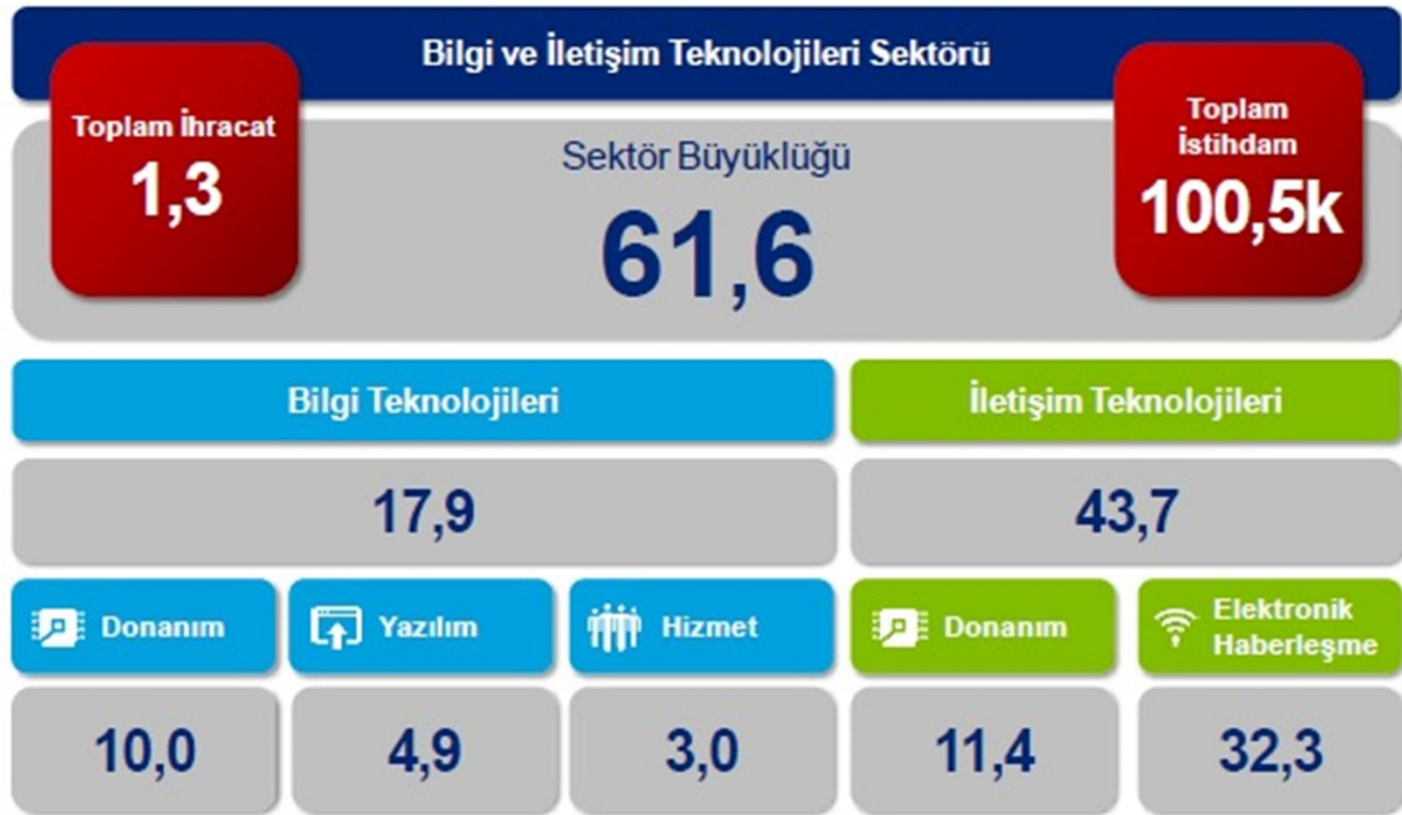 Bilgi ve İletişim Teknolojileri Sektörü
Toplam İhracat
1,3
Sektör Büyüklüğü
61,6
Toplam
İstihdam
100,5k
Bilgi Teknolojileri
İletişim Teknolojileri
17,9
43,7
Donanım
Yazılım
Hizmet
Donanım
Elektronik
Haberleşme
10,0
4,9
3,0
11,4
32,3